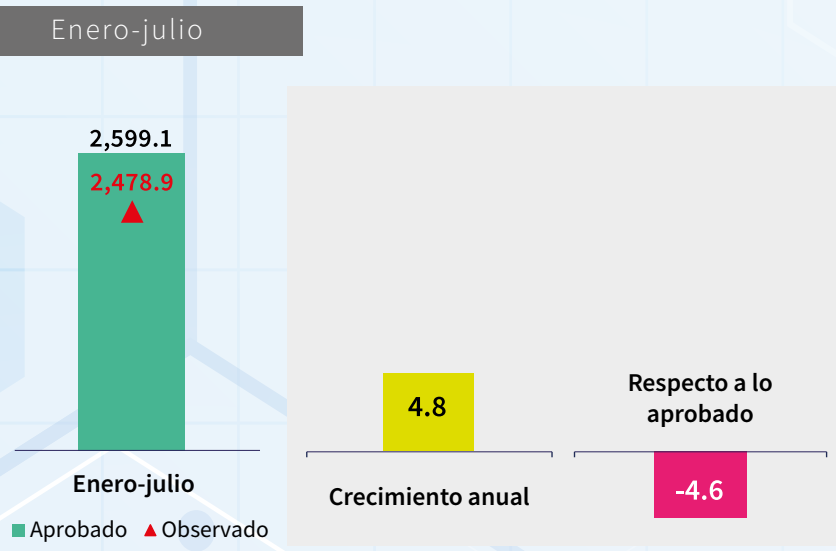 Enero-julio
2,599.1
2,478.9
Enero-julio
Aprobado Observado
4.8
Crecimiento anual
Respecto a lo
aprobado
-4.6